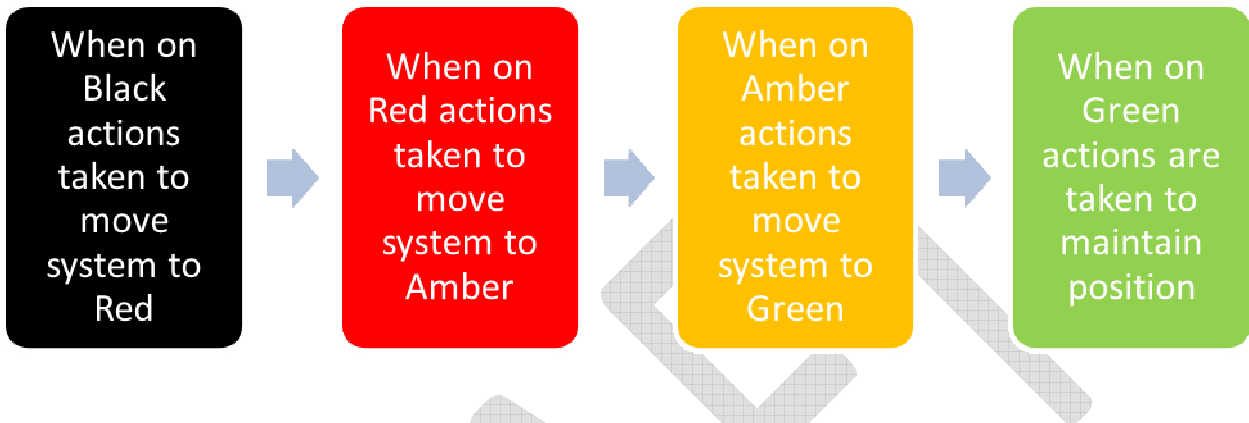 When on
Black
actions
taken to
move
system to
Red
When on
Red actions
taken to
move
system to
Amber
When on
Amber
actions
taken to
move
system to
Green
When on
Green
actions are
taken to
maintain
position